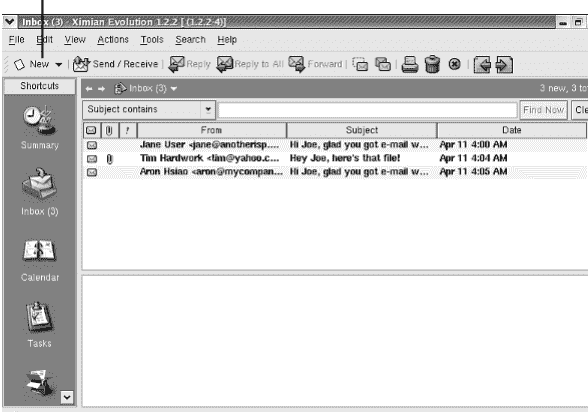 Inbox (3) - Ximian Evolution 1.2.2 [ (1.2.2-4)]
File Edit View Actions Tools Search Help
New Send / Receive Reply Reply to All Forward
Shortcuts Inbox (3) 3 new, 3 to
Subject contains Find Now Cle
! From Subject Date
Jane User <jane@anotherisp.... Hi Joe, glad you got e-mail w... Apr 11 4:00 AM
Tim Hardwork <tim@yahoo.c... Hey Joe, here's that file! Apr 11 4:04 AM
Aron Hsiao <aron@mycompan... Hi Joe, glad you got e-mail w... Apr 11 4:05 AM
Summary
Inbox (3)
Calendar
Tasks